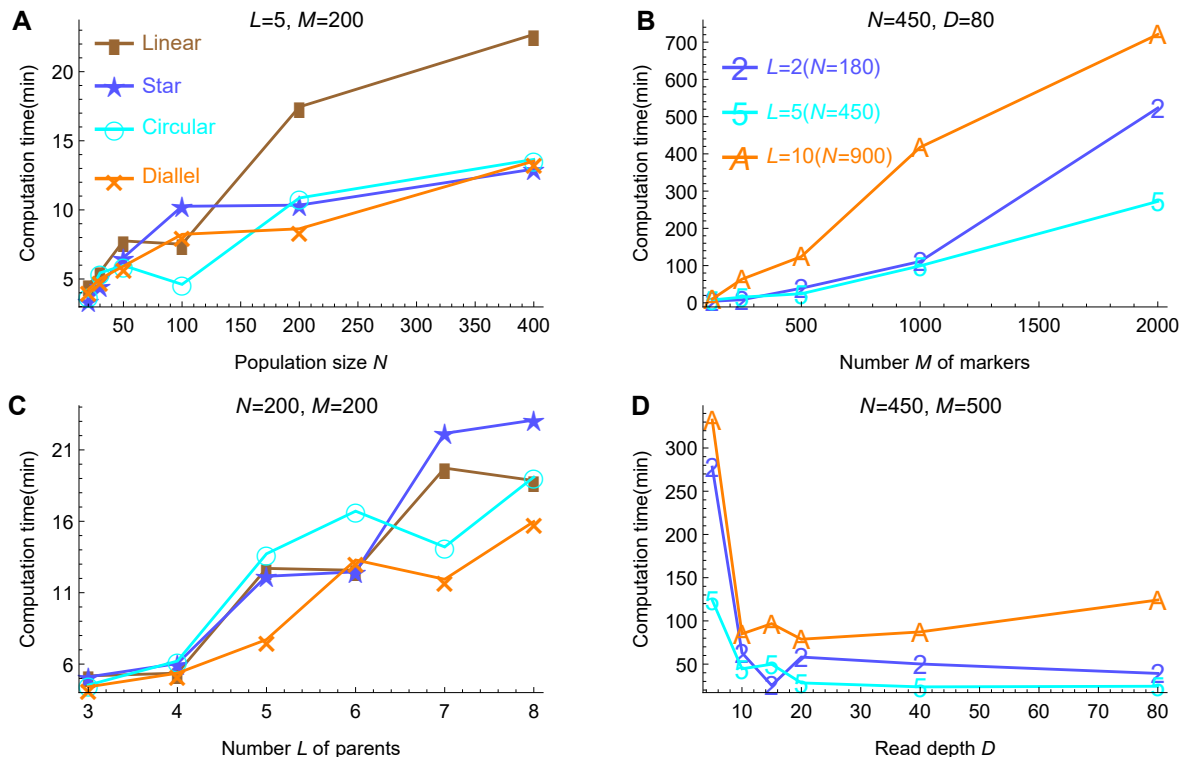 A
L=5, M=200
Computation time(min)
22
15
10
5
Linear
Star
Circular
Diallel
50 100 150 200 250 300 350 400
Population size N
B
N=450, D=80
Computation time(min)
700
600
500
400
300
200
100
0
2 L=2(N=180)
5 L=5(N=450)
A L=10(N=900)
500 1000 1500 2000
Number M of markers
C
N=200, M=200
Computation time(min)
21
16
11
6
3 4 5 6 7 8
Number L of parents
D
N=450, M=500
Computation time(min)
300
250
200
150
100
50
10 20 30 40 50 60 70 80
Read depth D